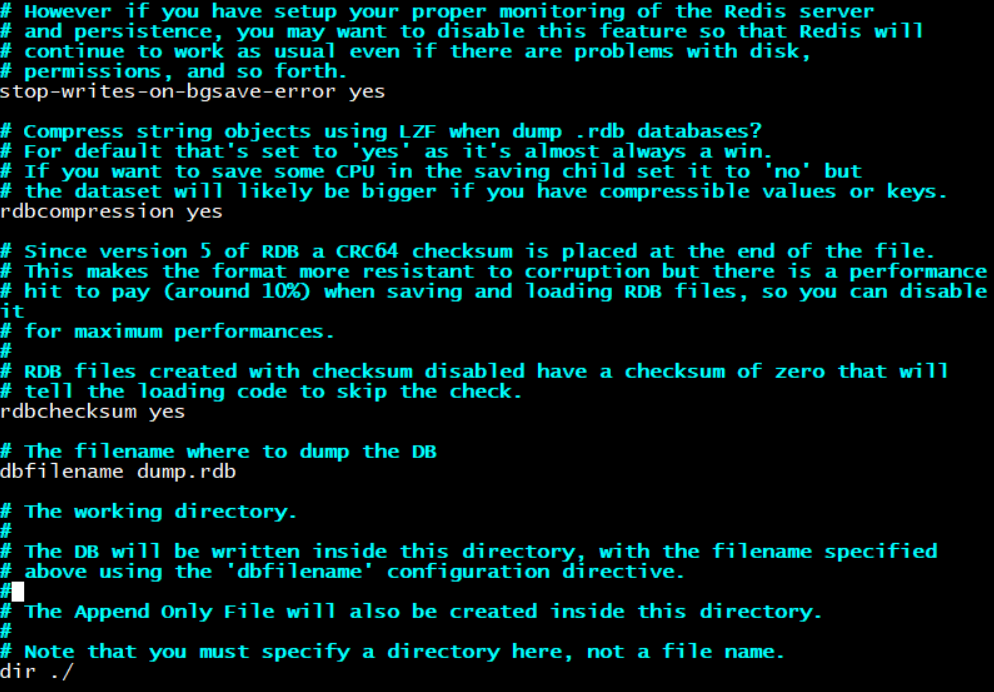 # However if you have setup your proper monitoring of the Redis server
# and persistence, you may want to disable this feature so that Redis will
# continue to work as usual even if there are problems with disk,
# permissions, and so forth.
stop-writes-on-bgsave-error yes
# Compress string objects using LZF when dump .rdb databases?
# For default that's set to 'yes' as it's almost always a win.
# If you want to save some CPU in the saving child set it to 'no' but
# the dataset will likely be bigger if you have compressible values or keys.
rdbcompression yes
# Since version 5 of RDB a CRC64 checksum is placed at the end of the file.
# This makes the format more resistant to corruption but there is a performance
# hit to pay (around 10%) when saving and loading RDB files, so you can disable
it
# for maximum performances.
#
# RDB files created with checksum disabled have a checksum of zero that will
# tell the loading code to skip the check.
rdbchecksum yes
# The filename where to dump the DB
dbfilename dump.rdb
# The working directory.
#
# The DB will be written inside this directory, with the filename specified
# above using the 'dbfilename' configuration directive.
#
# The Append Only File will also be created inside this directory.
#
# Note that you must specify a directory here, not a file name.
dir ./